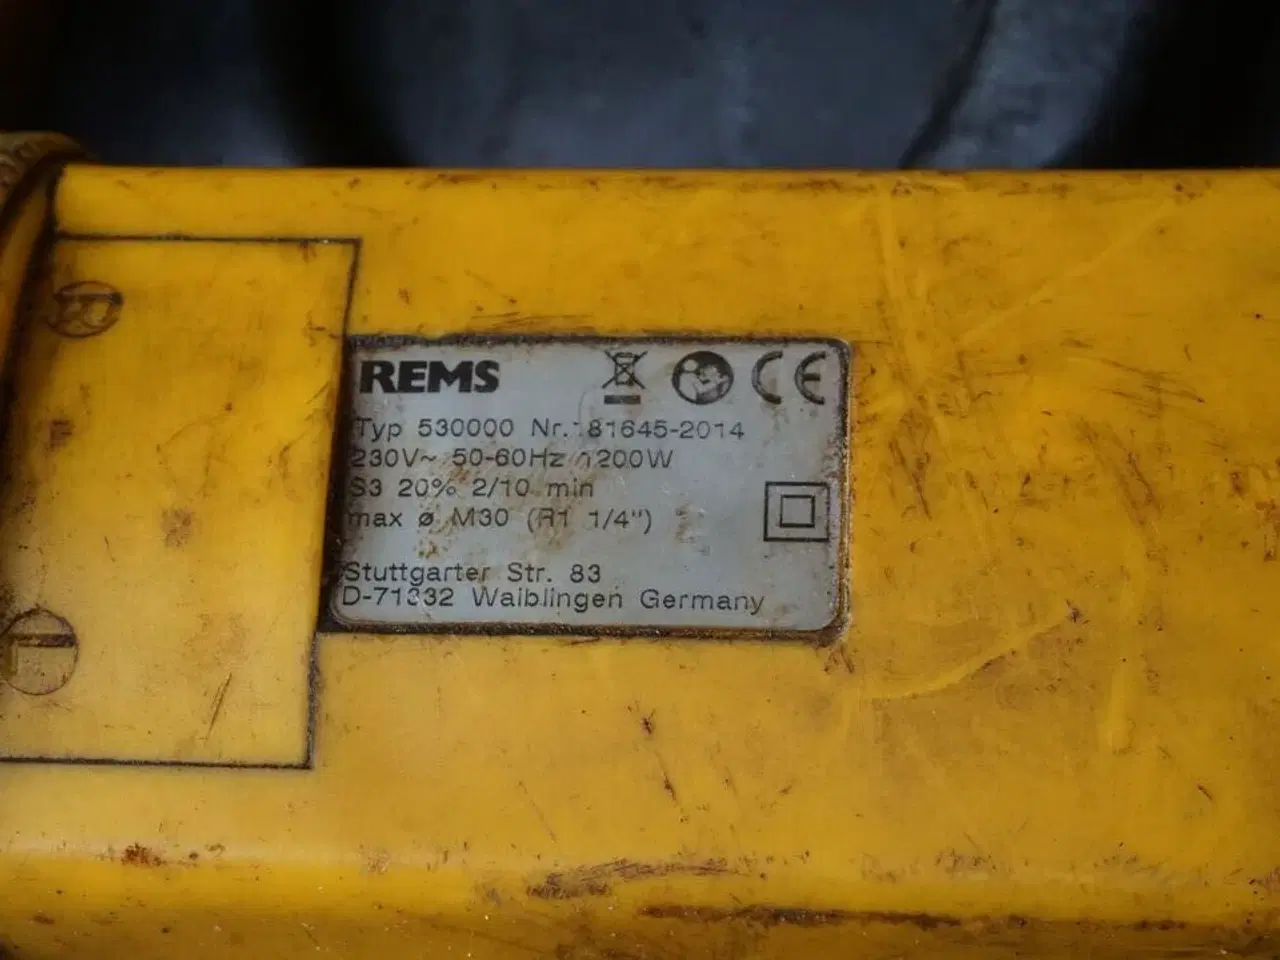 REMS CE
Typ 530000 Nr. 181645-2014
230V~ 50-60Hz 1200W
S3 20% 2/10 min
max ø M30 (R1 1/4")
Stuttgarter Str. 83
D-71332 Waiblingen Germany
F